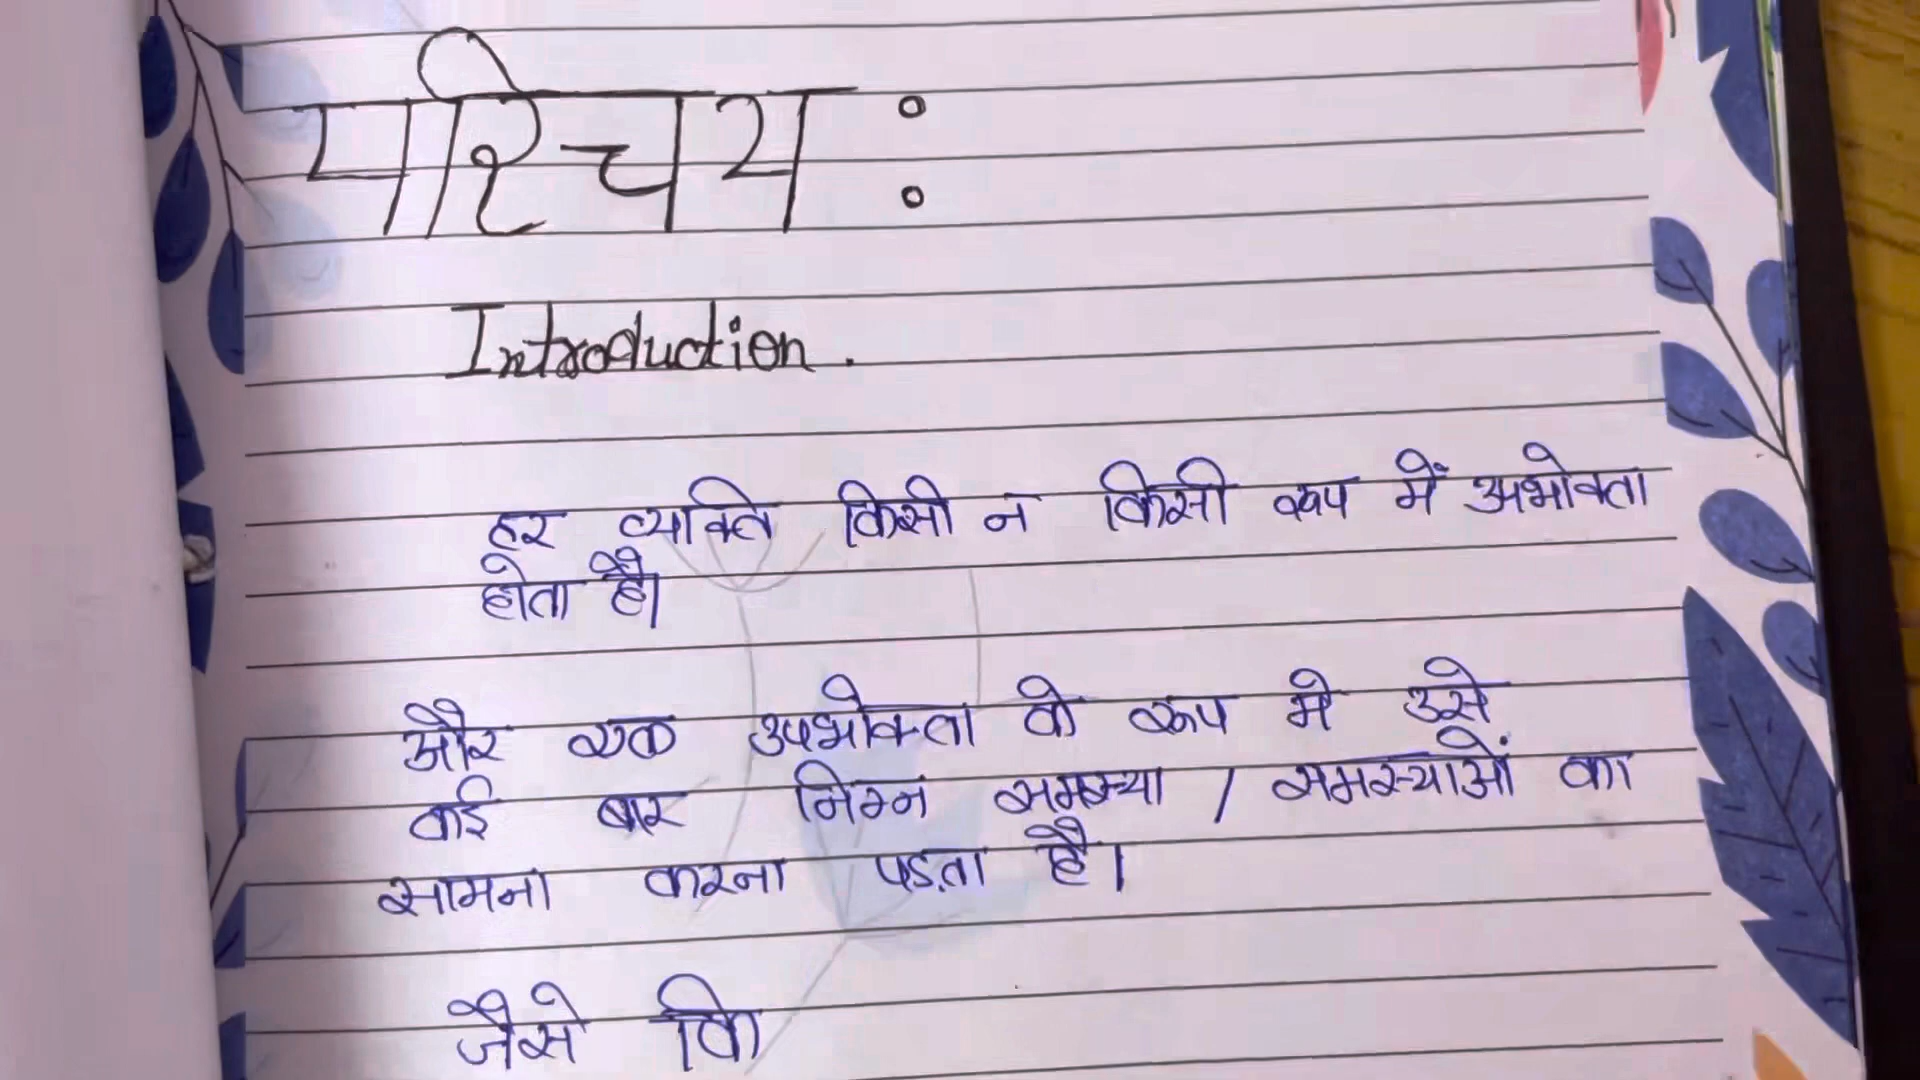 परिचय :
Introduction.
हर व्यक्ति किसी न किसी रूप में उपभोक्ता
होता है।
और एक उपभोक्ता के रूप मे उसे
कई बार निम्न समस्या / समस्याओं का
सामना करना पड़ता है।
जैसे कि